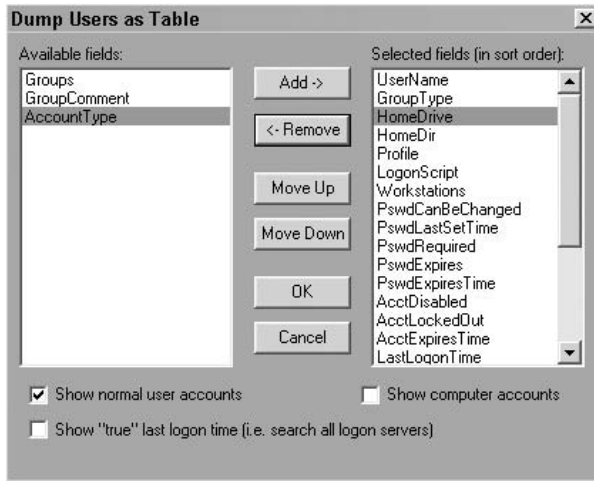 Dump Users as Table
Available fields:
Groups
GroupComment
AccountType
Add ->
<- Remove
Move Up
Move Down
OK
Cancel
Selected fields (in sort order):
UserName
GroupType
HomeDrive
HomeDir
Profile
LogonScript
Workstations
PswdCanBeChanged
PswdLastSetTime
PswdRequired
PswdExpires
PswdExpiresTime
AcctDisabled
AcctLockedOut
AcctExpiresTime
LastLogonTime
Show normal user accounts
Show computer accounts
Show "true" last logon time (i.e. search all logon servers)